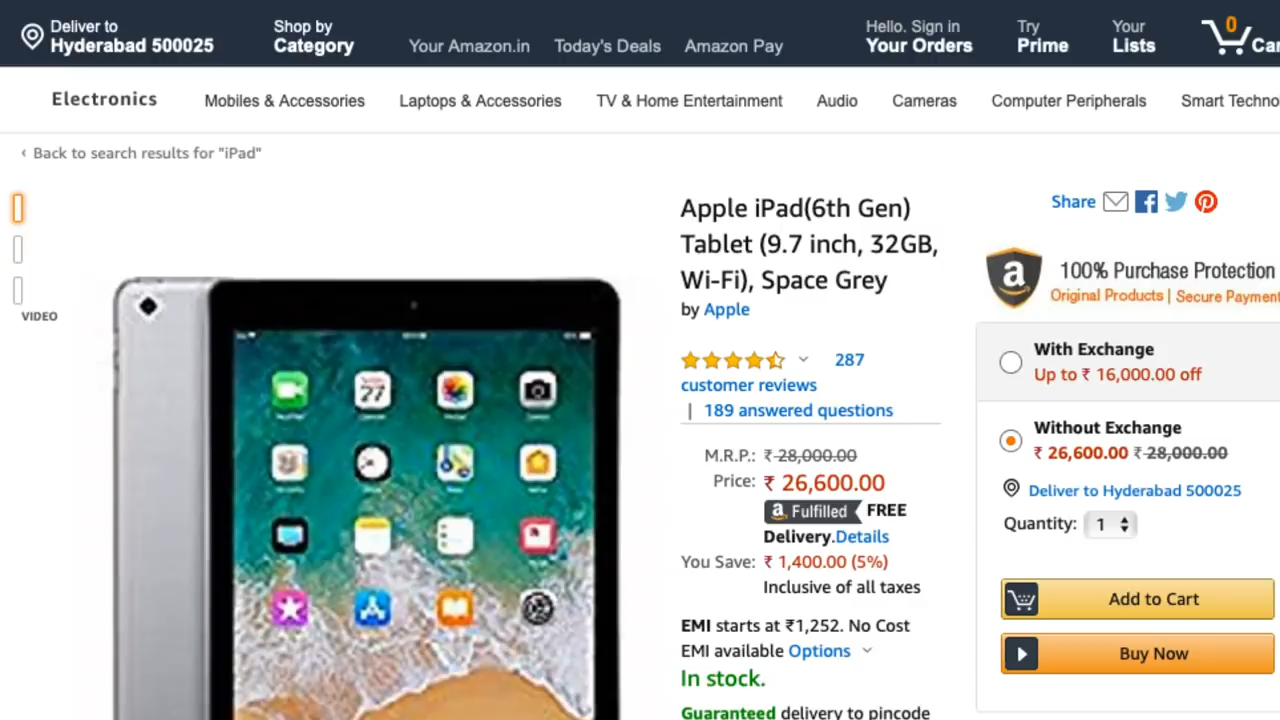 Deliver to
Hyderabad 500025
Shop by
Category
Your Amazon.in
Today's Deals
Amazon Pay
Hello. Sign in
Your Orders
Try
Prime
Your
Lists
0
Electronics
Mobiles & Accessories
Laptops & Accessories
TV & Home Entertainment
Audio
Cameras
Computer Peripherals
Smart
‹ Back to search results for "iPad"
VIDEO
27
Apple iPad(6th Gen)
Tablet (9.7 inch, 32GB,
Wi-Fi), Space Grey
by Apple
287
customer reviews
| 189 answered questions
M.R.P.: ₹ 28,000.00
Price: ₹ 26,600.00
a Fulfilled FREE
Delivery.Details
You Save: ₹ 1,400.00 (5%)
Inclusive of all taxes
EMI starts at ₹1,252. No Cost
EMI available Options
In stock.
Guaranteed delivery to pincode
Share
a
100% Purchase Protection
Original Products | Secure Payment
With Exchange
Up to ₹ 16,000.00 off
Without Exchange
₹ 26,600.00 ₹ 28,000.00
Deliver to Hyderabad 500025
Quantity: 1
Add to Cart
Buy Now